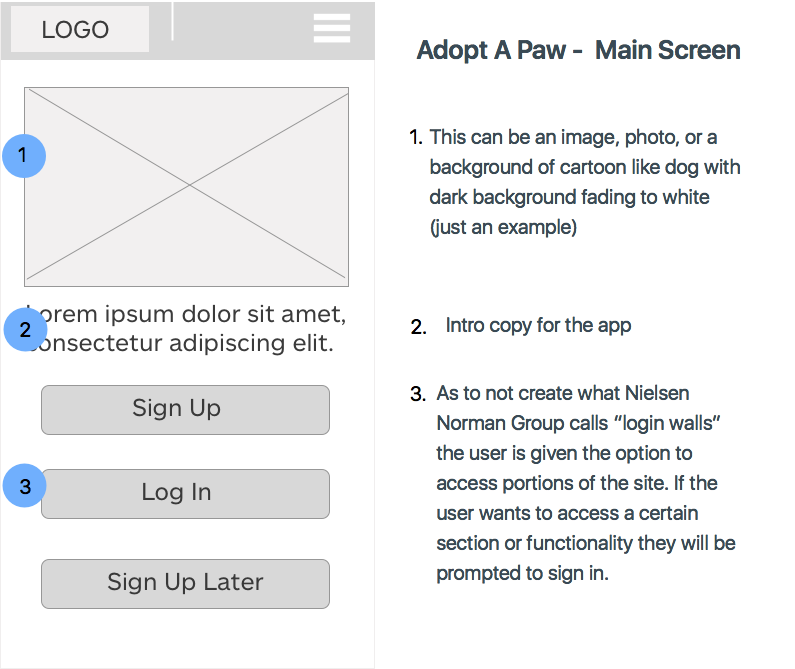 LOGO
1
Lorem ipsum dolor sit amet,
consectetur adipiscing elit.
2
Sign Up
3
Log In
Sign Up Later
Adopt A Paw - Main Screen
1. This can be an image, photo, or a
background of cartoon like dog with
dark background fading to white
(just an example)
2. Intro copy for the app
3. As to not create what Nielsen
Norman Group calls “login walls”
the user is given the option to
access portions of the site. If the
user wants to access a certain
section or functionality they will be
prompted to sign in.